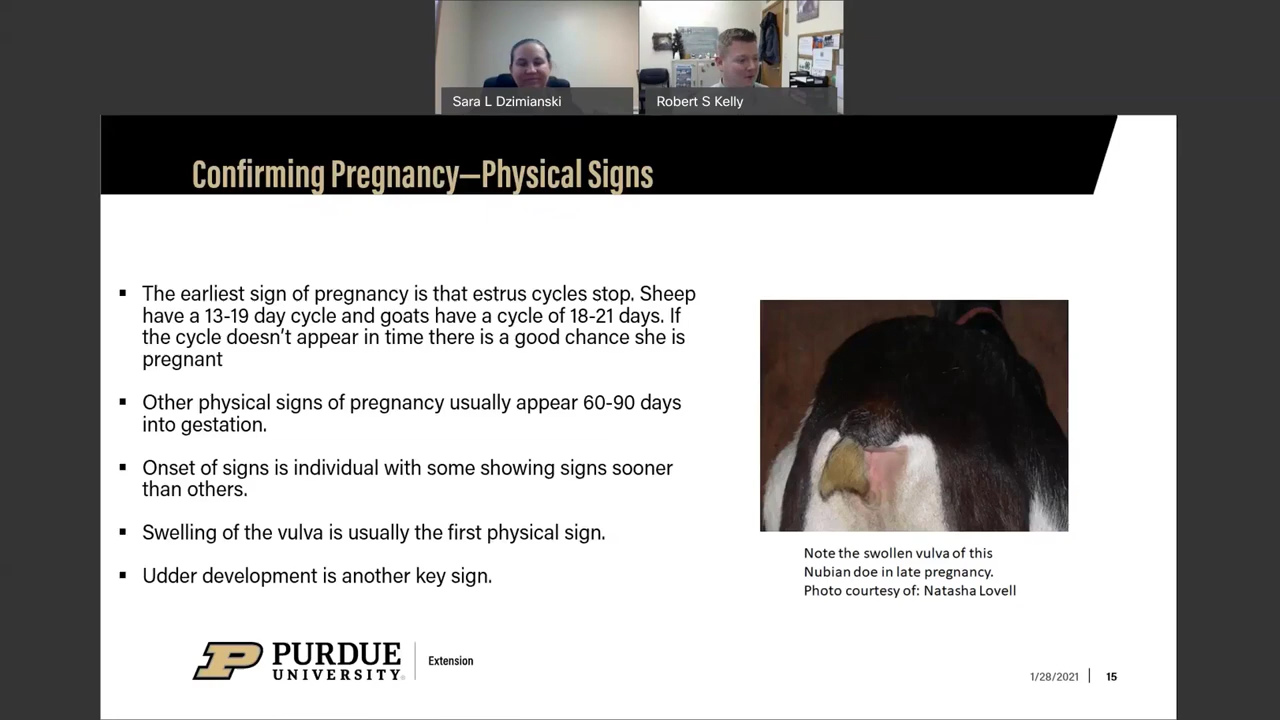 Sara L Dzimianski
Robert S Kelly
Confirming Pregnancy—Physical Signs
▪ The earliest sign of pregnancy is that estrus cycles stop. Sheep
have a 13-19 day cycle and goats have a cycle of 18-21 days. If
the cycle doesn’t appear in time there is a good chance she is
pregnant
▪ Other physical signs of pregnancy usually appear 60-90 days
into gestation.
▪ Onset of signs is individual with some showing signs sooner
than others.
▪ Swelling of the vulva is usually the first physical sign.
▪ Udder development is another key sign.
Note the swollen vulva of this
Nubian doe in late pregnancy.
Photo courtesy of: Natasha Lovell
P PURDUE
UNIVERSITY®
Extension
1/28/2021 | 15